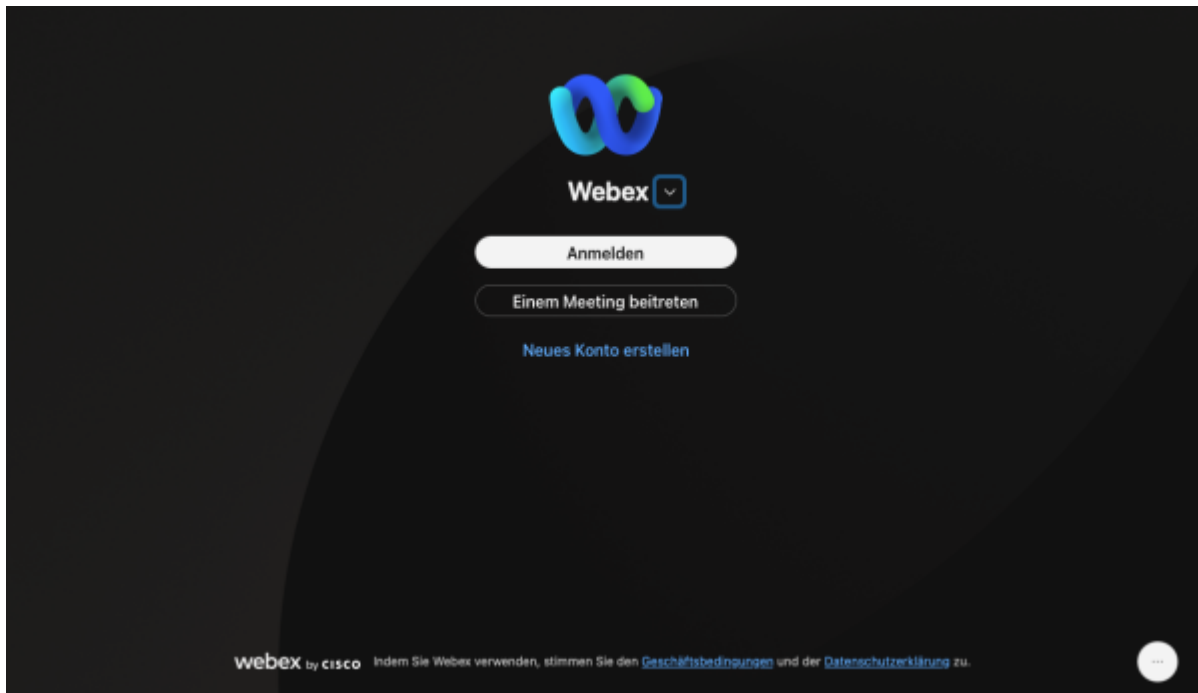 Webex
Anmelden
Einem Meeting beitreten
Neues Konto erstellen
webex by CISCO Indem Sie Webex verwenden, stimmen Sie den Geschäftsbedingungen und der Datenschutzerklärung zu.